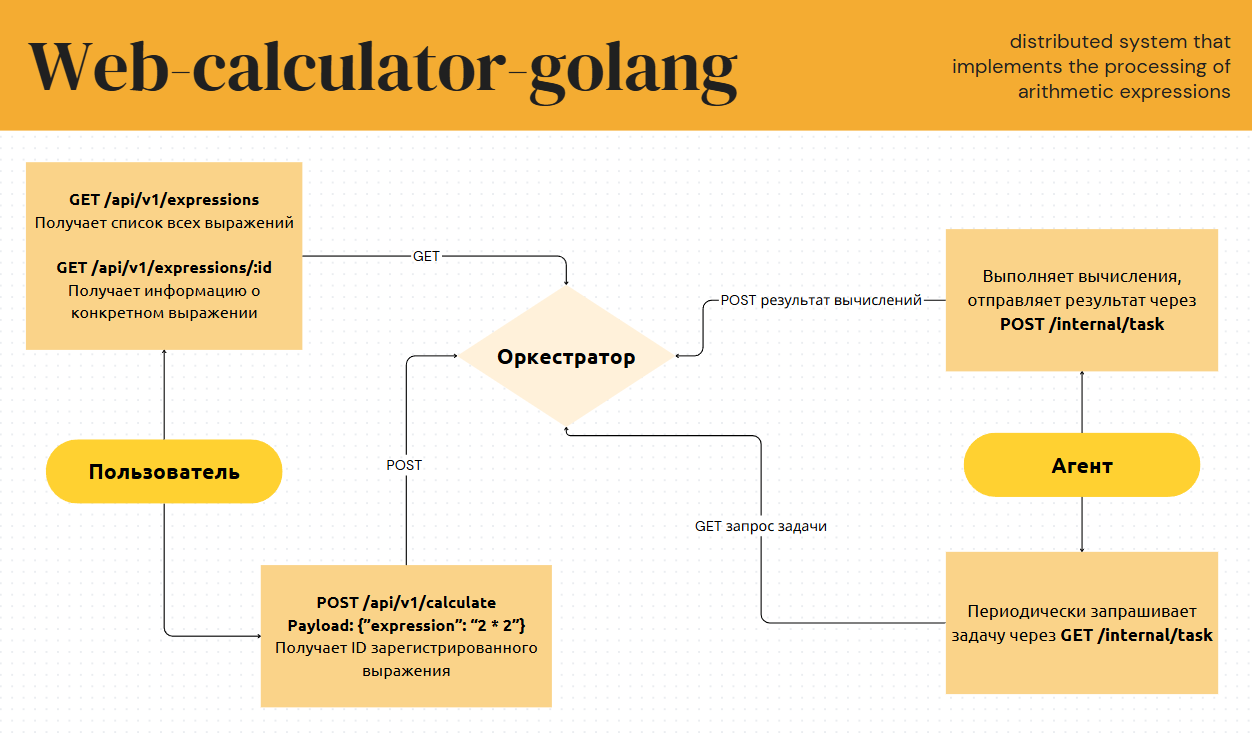 Web-calculator-golang
distributed system that
implements the processing of
arithmetic expressions
GET /api/v1/expressions
Получает список всех выражений
GET /api/v1/expressions/:id
Получает информацию о
конкретном выражении
GET
Оркестратор
POST результат вычислений
Выполняет вычисления,
отправляет результат через
POST /internal/task
Пользователь
POST
Агент
GET запрос задачи
POST /api/v1/calculate
Payload: {”expression”: “2 * 2”}
Получает ID зарегистрированного
выражения
Периодически запрашивает
задачу через GET /internal/task